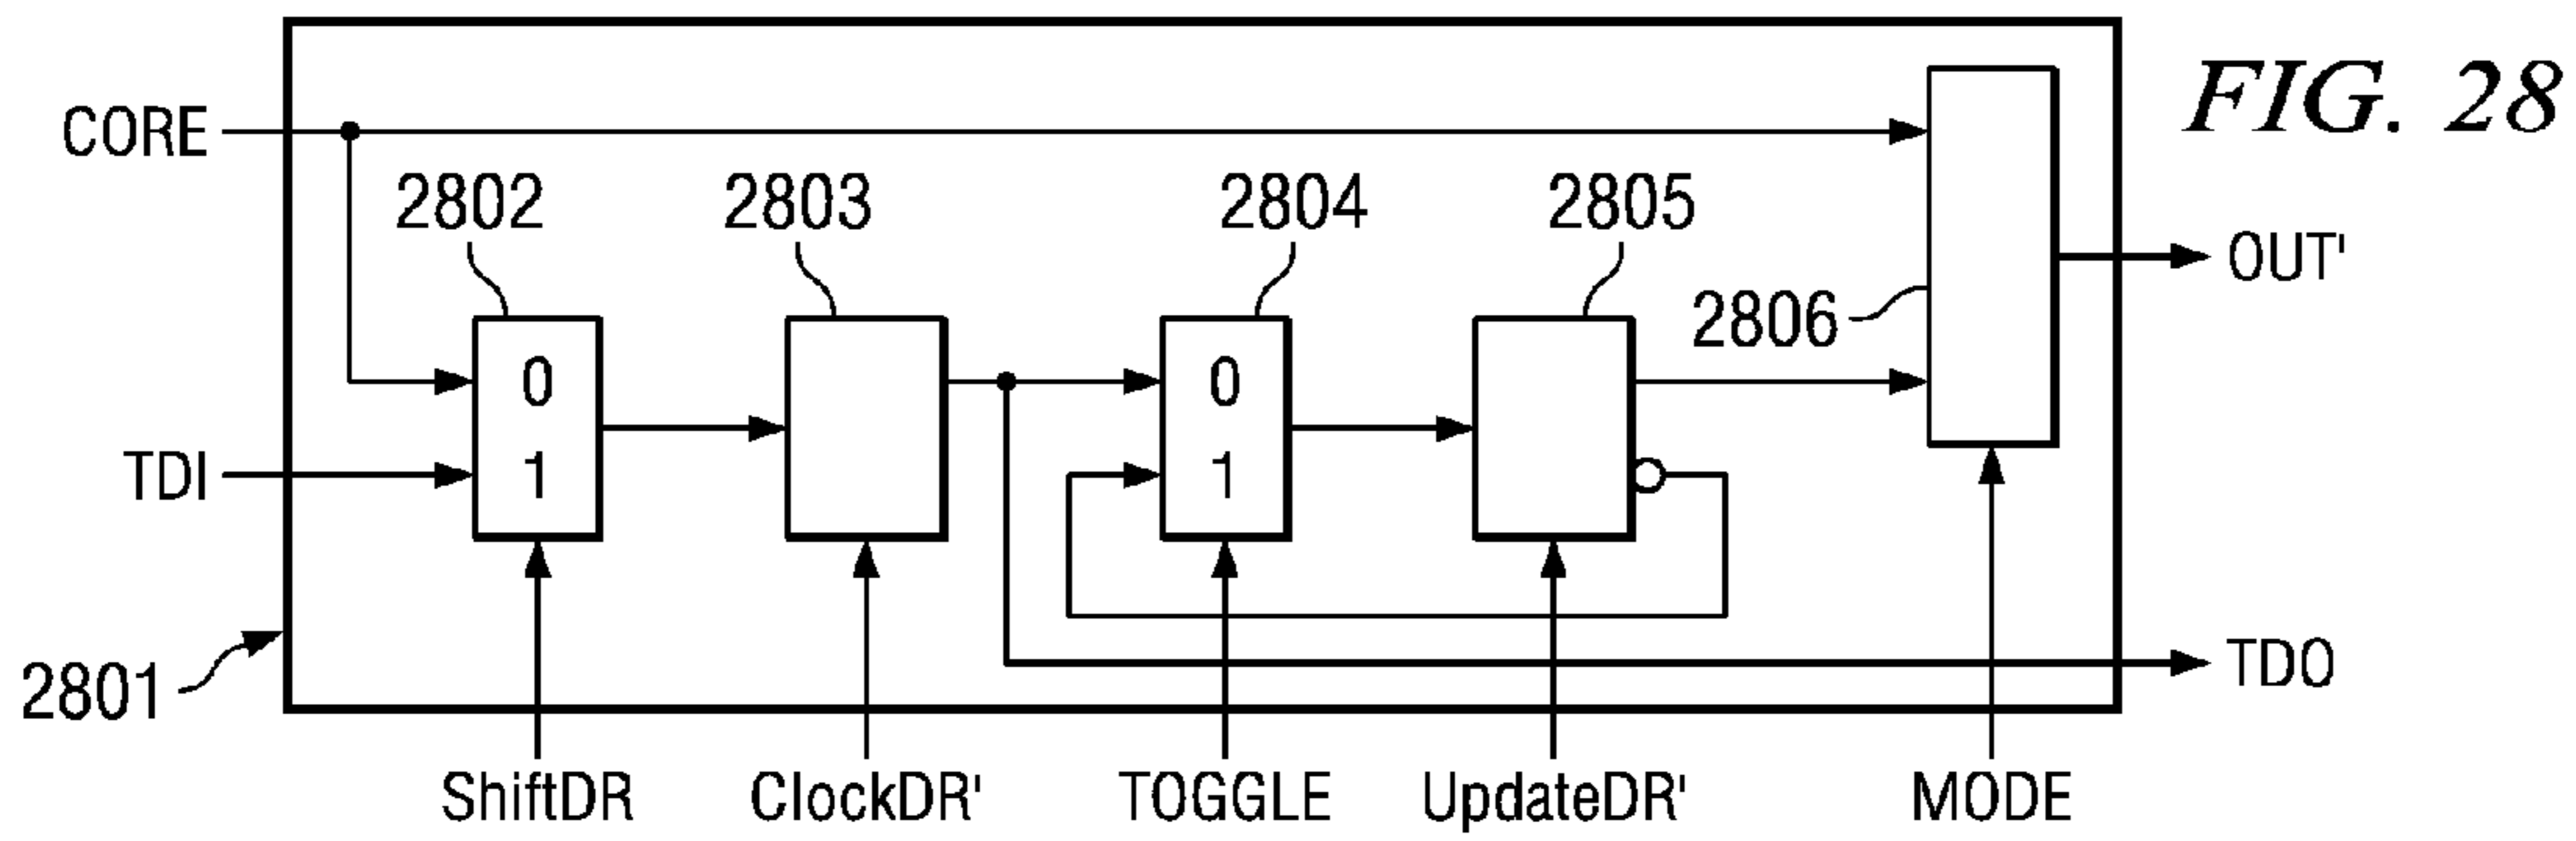 FIG. 28
CORE
2802
2803
2804
2805
OUT'
2806
0
0
TDI
1
1
2801
TDO
ShiftDR
ClockDR'
TOGGLE
UpdateDR'
MODE